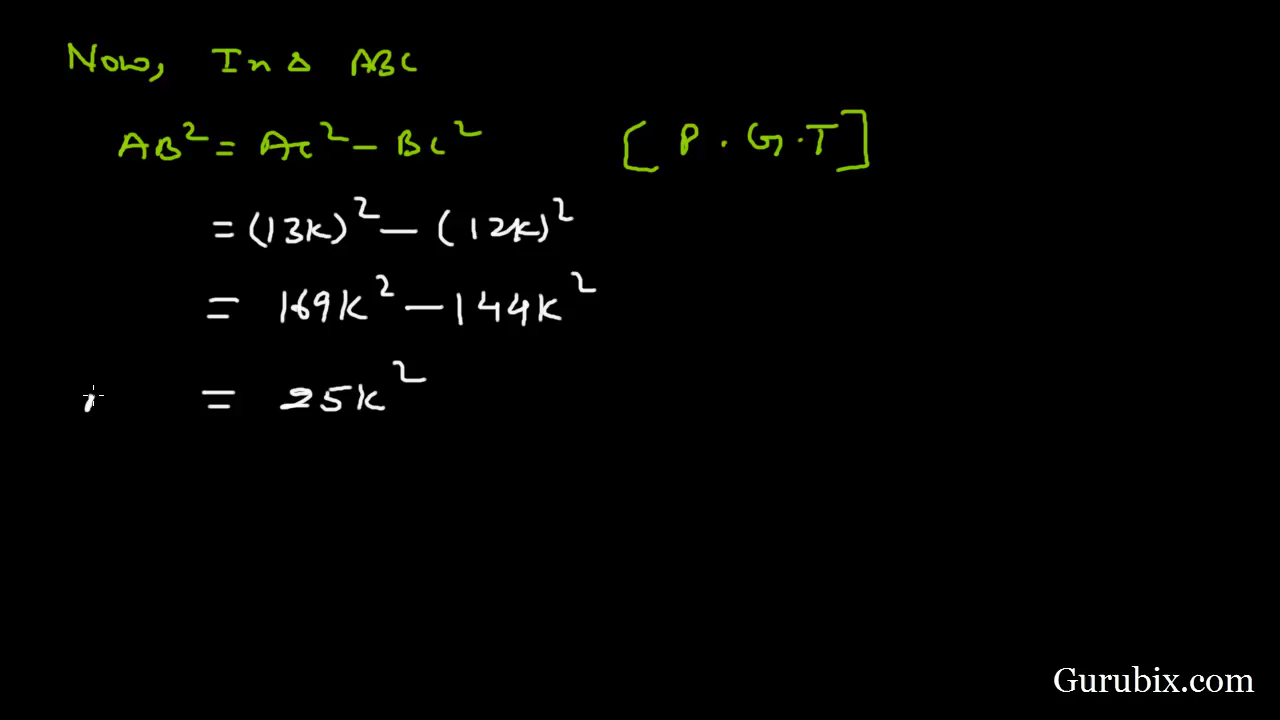 Now, In Δ ABC
AB² = AC² - BC² [P.G.T]
= (13K)² - (12K)²
= 169K² - 144K²
= 25K²
Gurubix.com